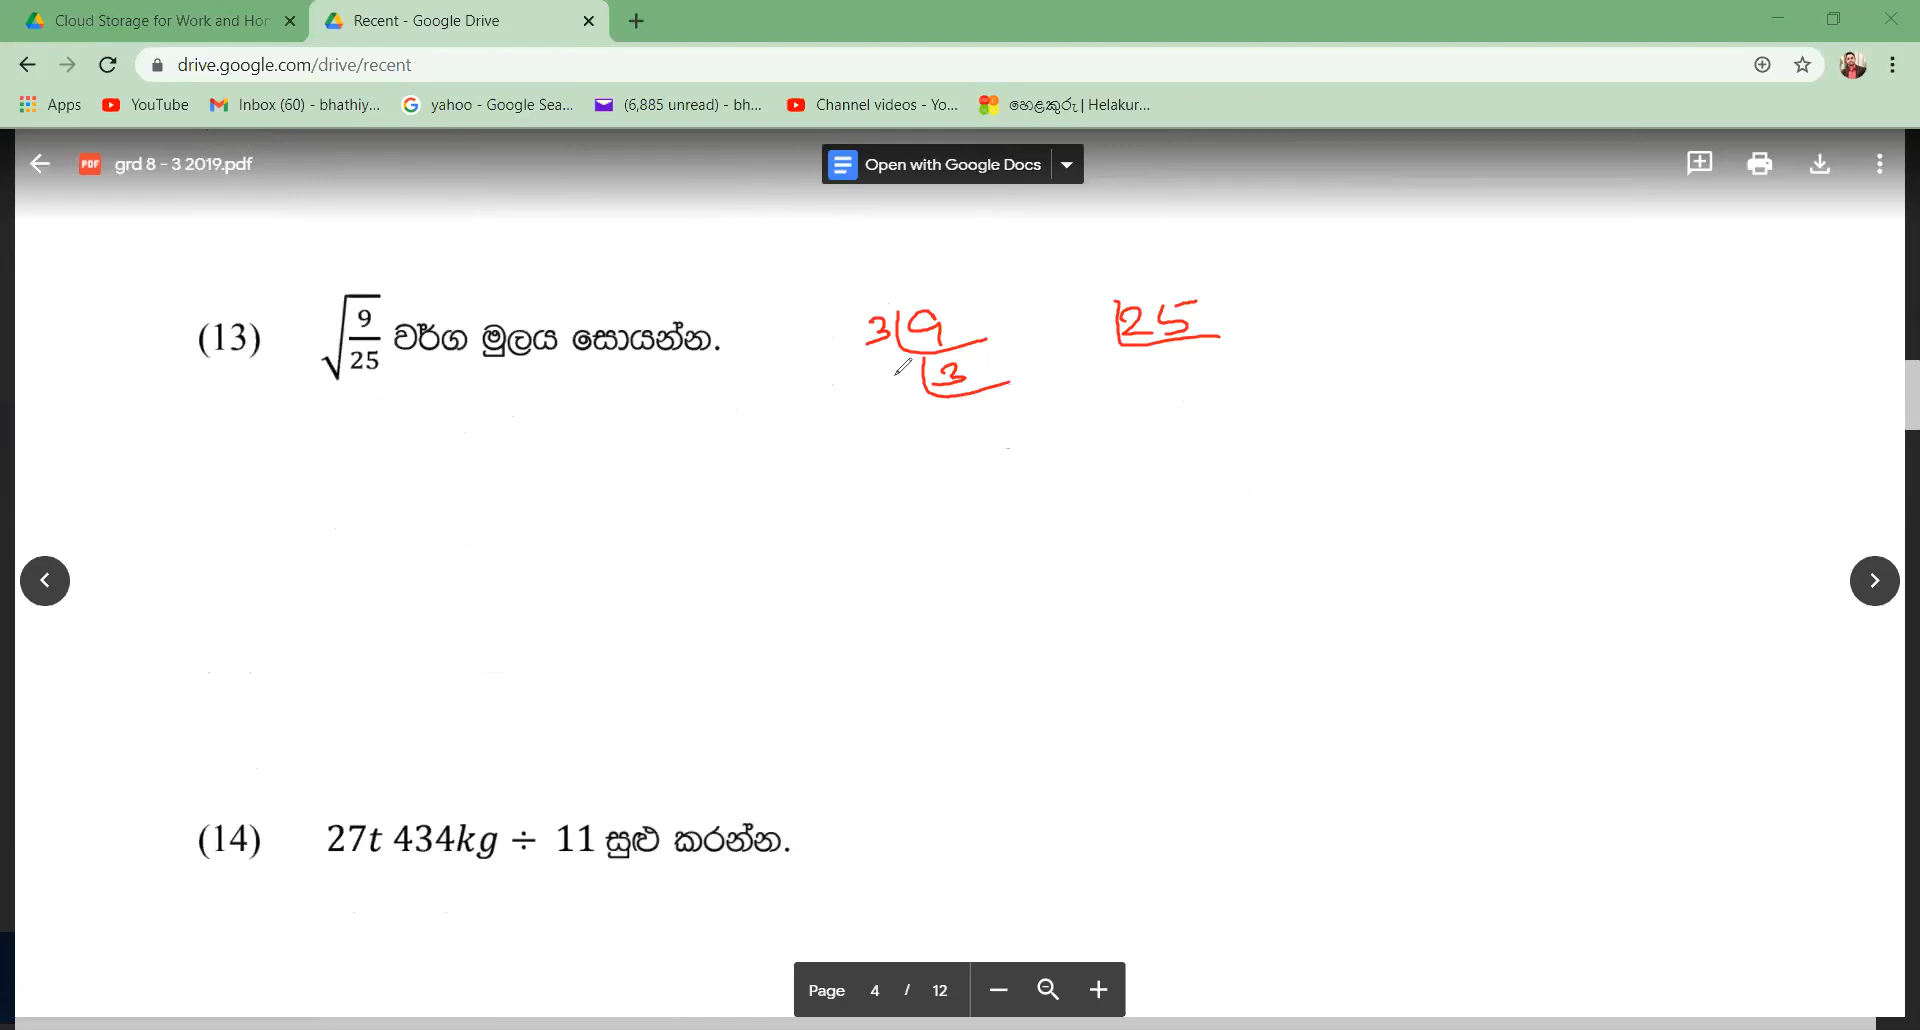 Cloud Storage for Work and Hor
Recent - Google Drive
drive.google.com/drive/recent
Apps YouTube Inbox (60) - bhathiy... yahoo - Google Sea... (6,885 unread) - bh... Channel videos - Yo... හෙළකුරු | Helakur...
PDF grd 8 - 3 2019.pdf Open with Google Docs
(13) √9/25 වර්ග මුලය සොයන්න.
3 9
3
25
(14) 27t 434kg ÷ 11 සුළු කරන්න.
Page 4 / 12